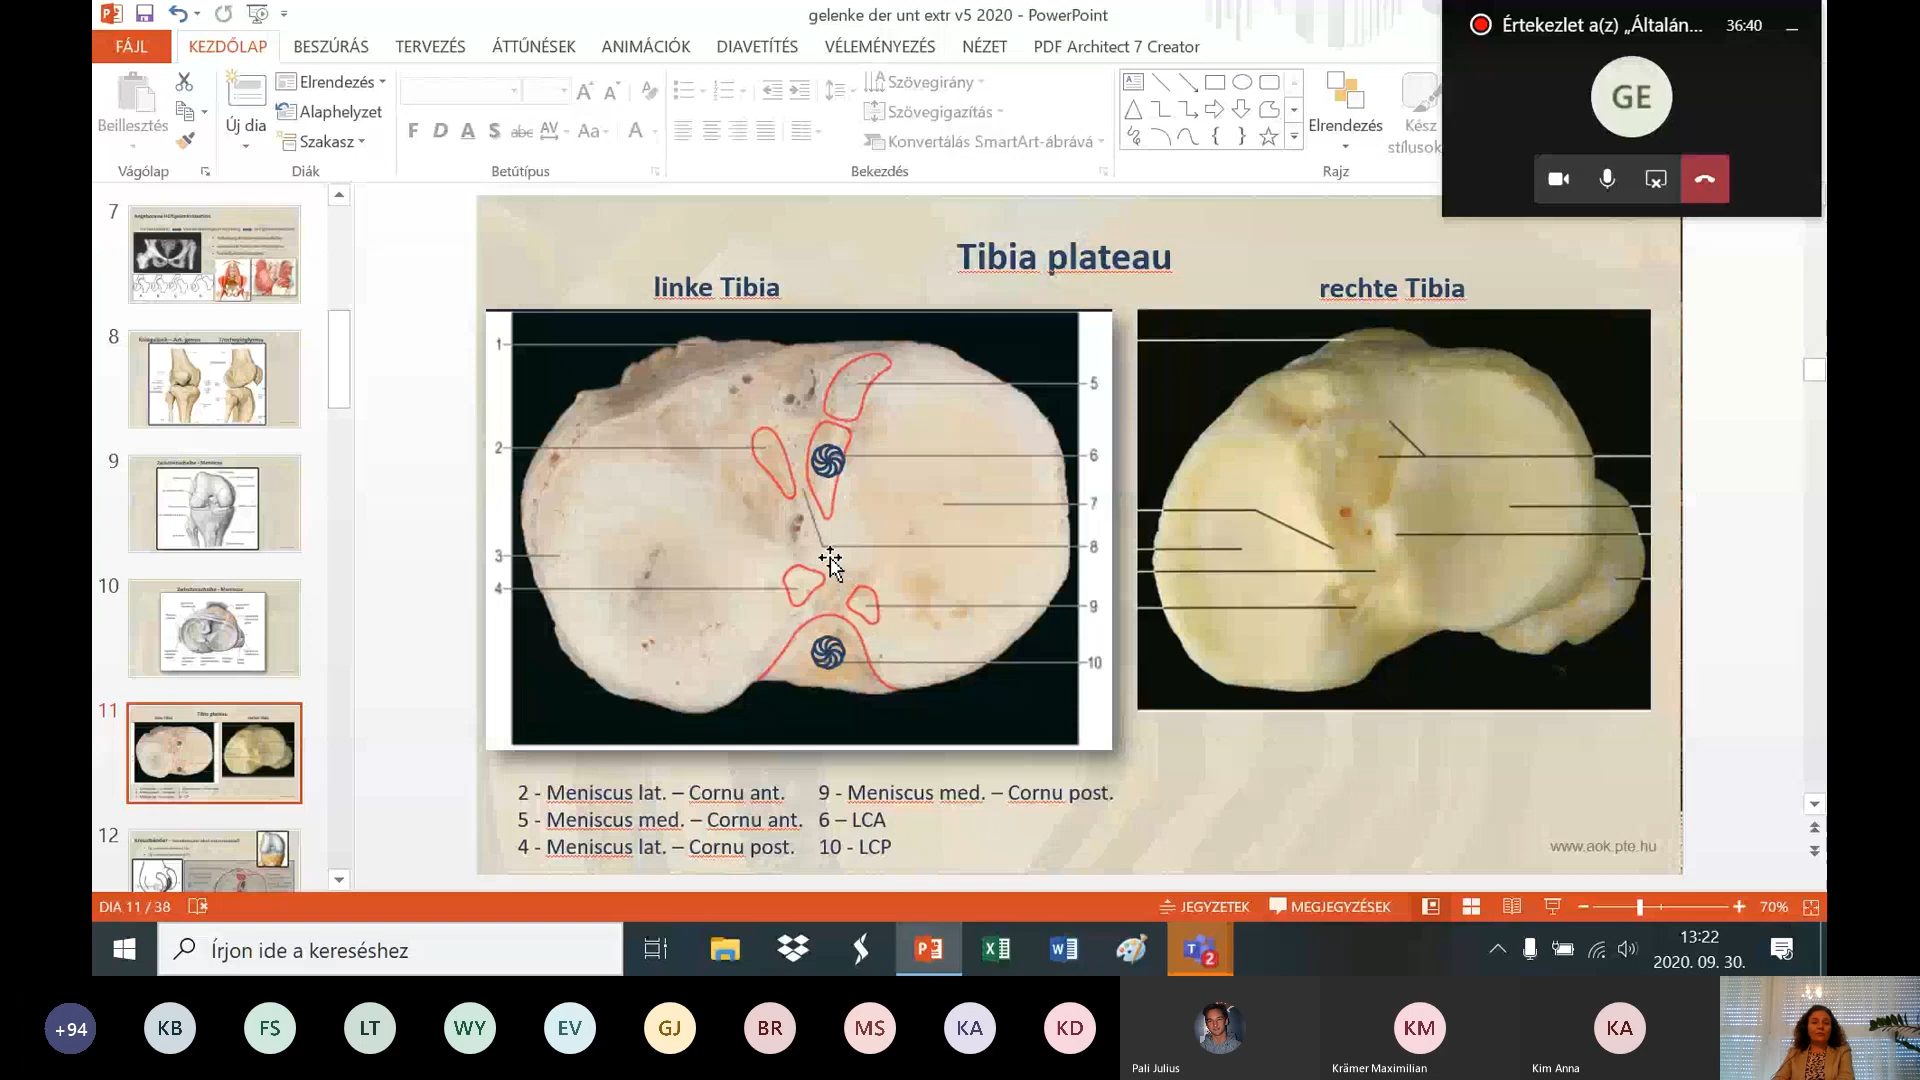 gelenke der unt extr v5 2020 - PowerPoint
Értekezlet a(z) „Általán... 36:40
FÁJL KEZDŐLAP BESZÚRÁS TERVEZÉS ÁTTŰNÉSEK ANIMÁCIÓK DIAVETÍTÉS VÉLEMÉNYEZÉS NÉZET PDF Architect 7 Creator
GE
Beillesztés
Új dia
Elrendezés
Alaphelyzet
Szakasz
F D A S abc AV Aa A
Szövegirány
Szövegigazítás
Konvertálás SmartArt-ábrává
Elrendezés
Kész
stílusok
Vágólap Diák Betűtípus Bekezdés Rajz
7
8
9
10
11
12
Tibia plateau
linke Tibia
rechte Tibia
1
2
3
4
5
6
7
8
9
10
2 - Meniscus lat. – Cornu ant.
5 - Meniscus med. – Cornu ant.
4 - Meniscus lat. – Cornu post.
9 - Meniscus med. – Cornu post.
6 – LCA
10 - LCP
www.aok.pte.hu
DIA 11 / 38
JEGYZETEK MEGJEGYZÉSEK 70%
Írjon ide a kereséshez
2
13:22
2020. 09. 30.
+94 KB FS LT WY EV GJ BR MS KA KD KM KA
Pali Julius Krämer Maximilian Kim Anna